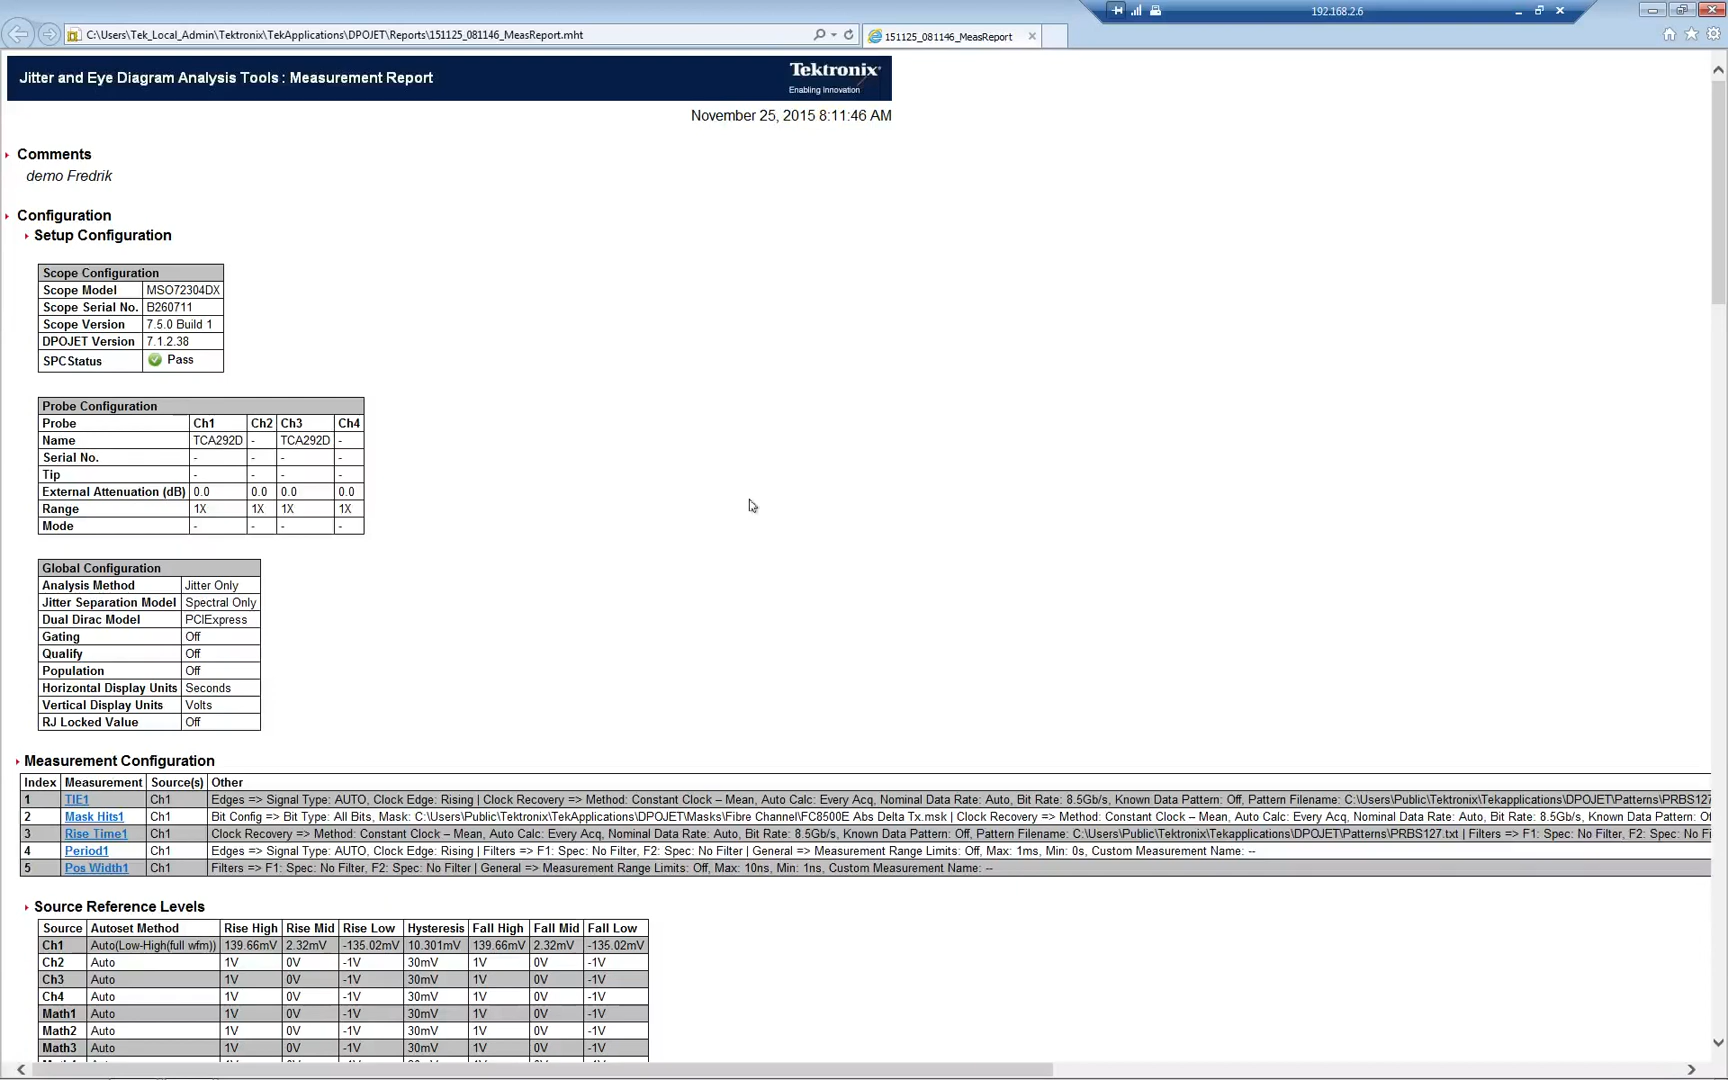 192.168.2.6
C:\Users\Tek_Local_Admin\Tektronix\TekApplications\DPOJET\Reports\151125_081146_MeasReport.mht
151125_081146_MeasReport
Jitter and Eye Diagram Analysis Tools : Measurement Report
Tektronix
Enabling Innovation
November 25, 2015 8:11:46 AM
Comments
demo Fredrik
Configuration
Setup Configuration
Scope Configuration
Scope Model MSO72304DX
Scope Serial No. B260711
Scope Version 7.5.0 Build 1
DPOJET Version 7.1.2.38
SPCStatus Pass
Probe Configuration
Probe Ch1 Ch2 Ch3 Ch4
Name TCA292D - TCA292D -
Serial No. - - - -
Tip - - - -
External Attenuation (dB) 0.0 0.0 0.0 0.0
Range 1X 1X 1X 1X
Mode - - - -
Global Configuration
Analysis Method Jitter Only
Jitter Separation Model Spectral Only
Dual Dirac Model PCIExpress
Gating Off
Qualify Off
Population Off
Horizontal Display Units Seconds
Vertical Display Units Volts
RJ Locked Value Off
Measurement Configuration
Index Measurement Source(s) Other
1 TIE1 Ch1 Edges => Signal Type: AUTO, Clock Edge: Rising | Clock Recovery => Method: Constant Clock – Mean, Auto Calc: Every Acq, Nominal Data Rate: Auto, Bit Rate: 8.5Gb/s, Known Data Pattern: Off, Pattern Filename: C:\Users\Public\Tektronix\Tekapplications\DPOJET\Patterns\PRBS127
2 Mask Hits1 Ch1 Bit Config => Bit Type: All Bits, Mask: C:\Users\Public\Tektronix\TekApplications\DPOJET\Masks\Fibre Channel\FC8500E Abs Delta Tx.msk | Clock Recovery => Method: Constant Clock – Mean, Auto Calc: Every Acq, Nominal Data Rate: Auto, Bit Rate: 8.5Gb/s, Known Data Pattern: O
3 Rise Time1 Ch1 Clock Recovery => Method: Constant Clock – Mean, Auto Calc: Every Acq, Nominal Data Rate: Auto, Bit Rate: 8.5Gb/s, Known Data Pattern: Off, Pattern Filename: C:\Users\Public\Tektronix\Tekapplications\DPOJET\Patterns\PRBS127.txt | Filters => F1: Spec: No Filter, F2: Spec: No Fi
4 Period1 Ch1 Edges => Signal Type: AUTO, Clock Edge: Rising | Filters => F1: Spec: No Filter, F2: Spec: No Filter | General => Measurement Range Limits: Off, Max: 1ms, Min: 0s, Custom Measurement Name: --
5 Pos Width1 Ch1 Filters => F1: Spec: No Filter, F2: Spec: No Filter | General => Measurement Range Limits: Off, Max: 10ns, Min: 1ns, Custom Measurement Name: --
Source Reference Levels
Source Autoset Method Rise High Rise Mid Rise Low Hysteresis Fall High Fall Mid Fall Low
Ch1 Auto(Low-High(full wfm)) 139.66mV 2.32mV -135.02mV 10.301mV 139.66mV 2.32mV -135.02mV
Ch2 Auto 1V 0V -1V 30mV 1V 0V -1V
Ch3 Auto 1V 0V -1V 30mV 1V 0V -1V
Ch4 Auto 1V 0V -1V 30mV 1V 0V -1V
Math1 Auto 1V 0V -1V 30mV 1V 0V -1V
Math2 Auto 1V 0V -1V 30mV 1V 0V -1V
Math3 Auto 1V 0V -1V 30mV 1V 0V -1V